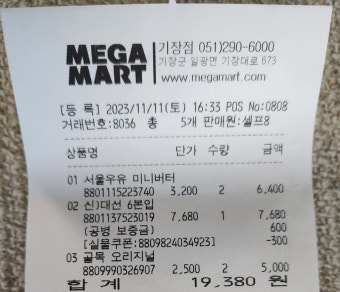 MEGA
MART
기장점 051)290-6000
기장군 일광면 기장대로 673
www.megamart.com
[등 록] 2023/11/11(토) 16:33 POS No:0808
거래번호:8036 총 5개 판매원:셀프8
상품명 단가 수량 금액
01 서울우유 미니버터
8801115223740 3,200 2 6,400
02 신)대선 6본입
8801137523019 7,680 1 7,680
(공병 보증금) 600
[실물쿠폰:8809824034923] -300
03 골목 오리지널
8809990326907 2,500 2 5,000
합 계 19,380 원